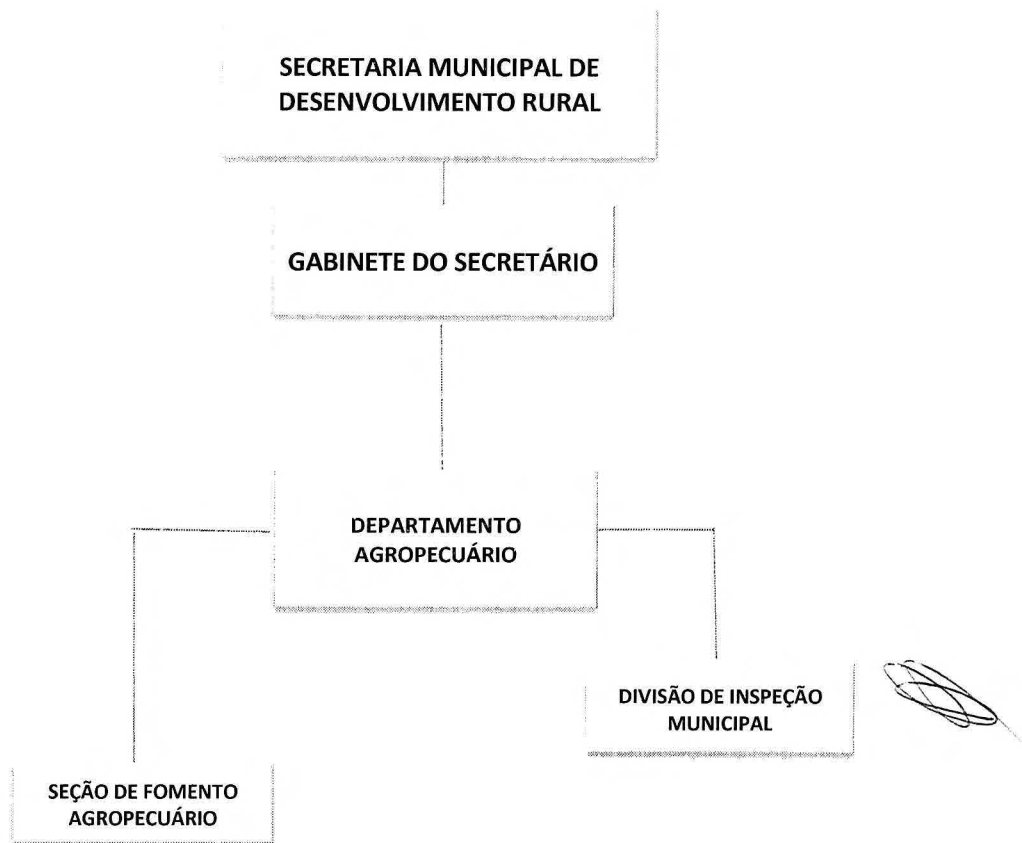 SECRETARIA MUNICIPAL DE
DESENVOLVIMENTO RURAL
GABINETE DO SECRETÁRIO
DEPARTAMENTO
AGROPECUÁRIO
DIVISÃO DE INSPEÇÃO
MUNICIPAL
SEÇÃO DE FOMENTO
AGROPECUÁRIO